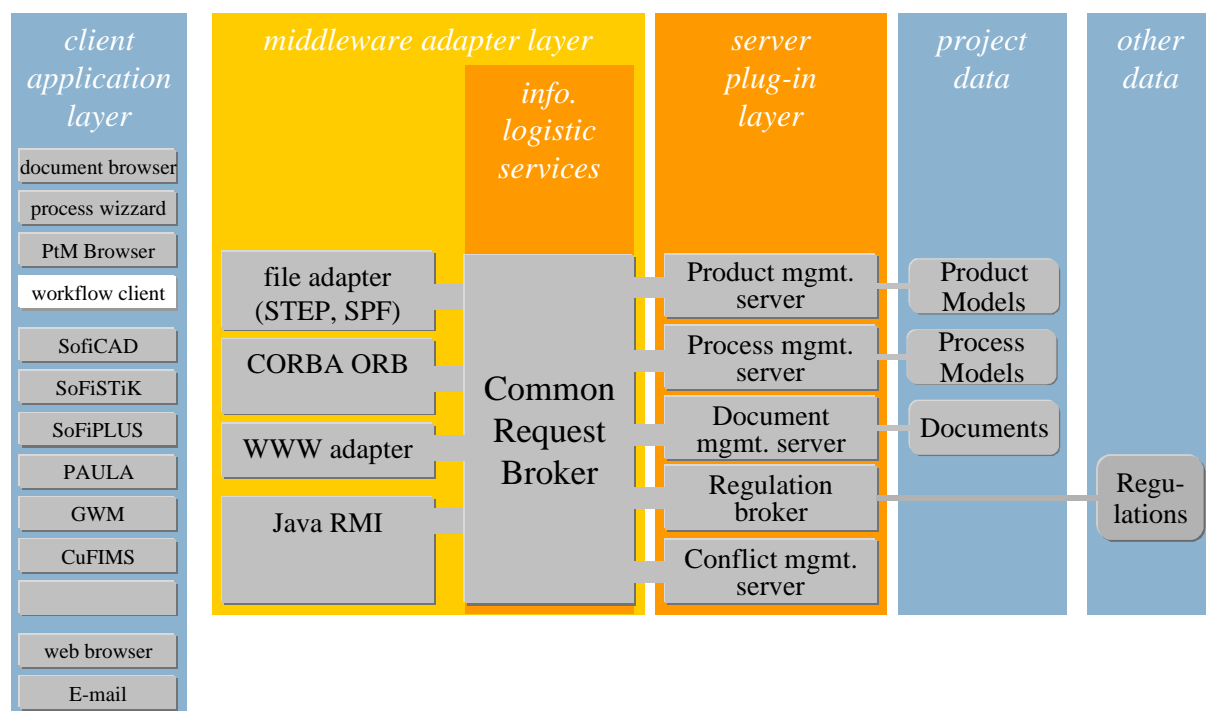 client
application
layer
document browser
process wizzard
PtM Browser
workflow client
SofiCAD
SoFiSTiK
SoFiPLUS
PAULA
GWM
CuFIMS
web browser
E-mail
middleware adapter layer
info.
logistic
services
file adapter
(STEP, SPF)
CORBA ORB
WWW adapter
Java RMI
Common
Request
Broker
server
plug-in
layer
Product mgmt.
server
Process mgmt.
server
Document
mgmt. server
Regulation
broker
Conflict mgmt.
server
project
data
Product
Models
Process
Models
Documents
other
data
Regu-
lations